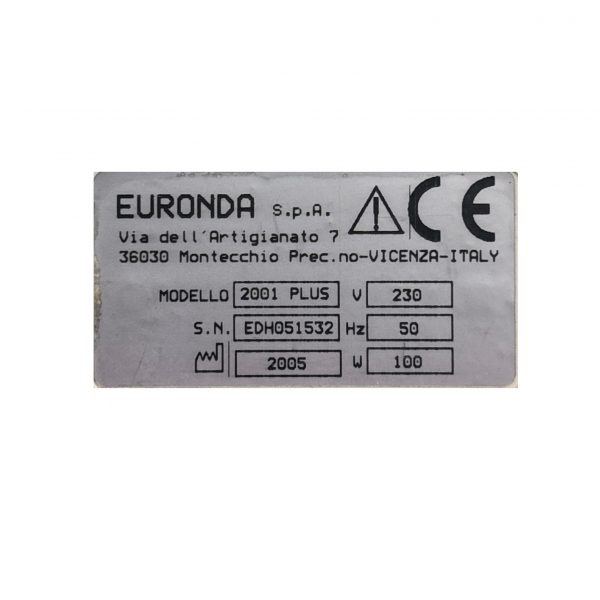 EURONDA S.p.A. CE
Via dell'Artigianato 7
36030 Montecchio Prec.no-VICENZA-ITALY
MODELLO 2001 PLUS V 230
S.N. EDH051532 Hz 50
2005 W 100